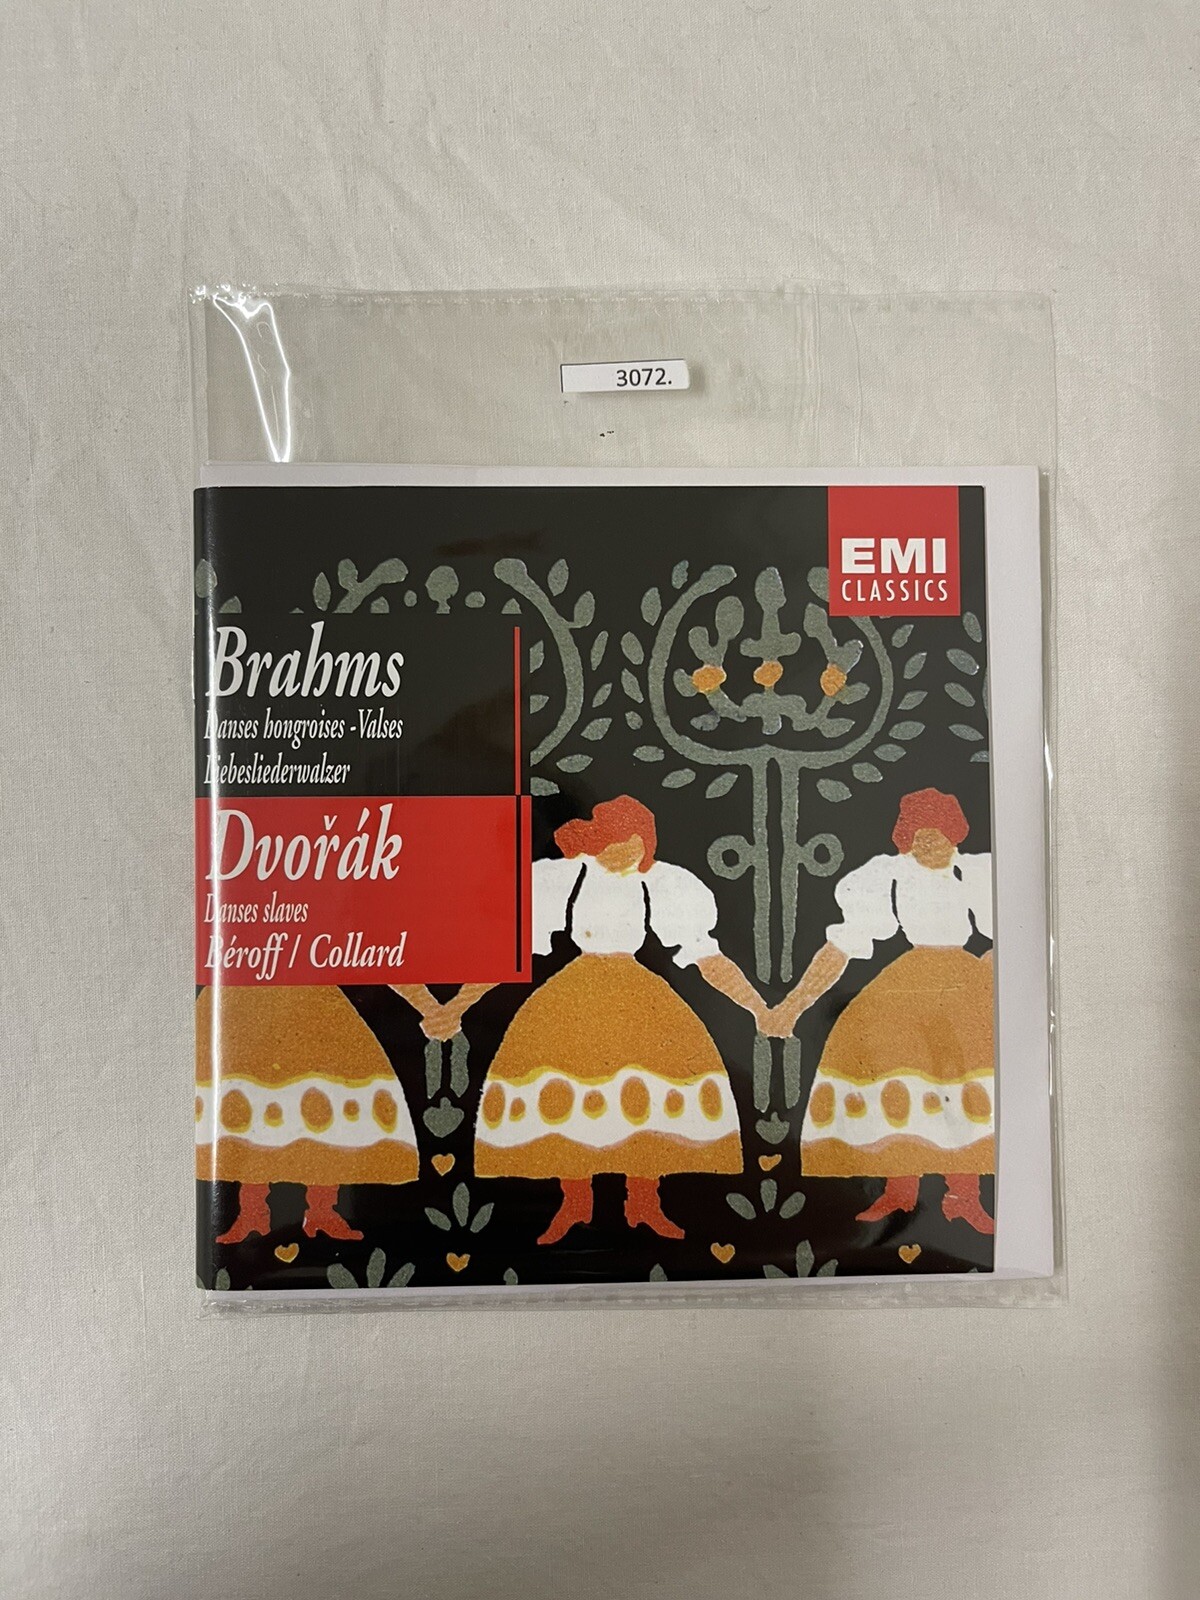 3072.
EMI
CLASSICS
Brahms
Danses hongroises - Valses
Liebesliederwalzer
Dvořák
Danses slaves
Béroff / Collard